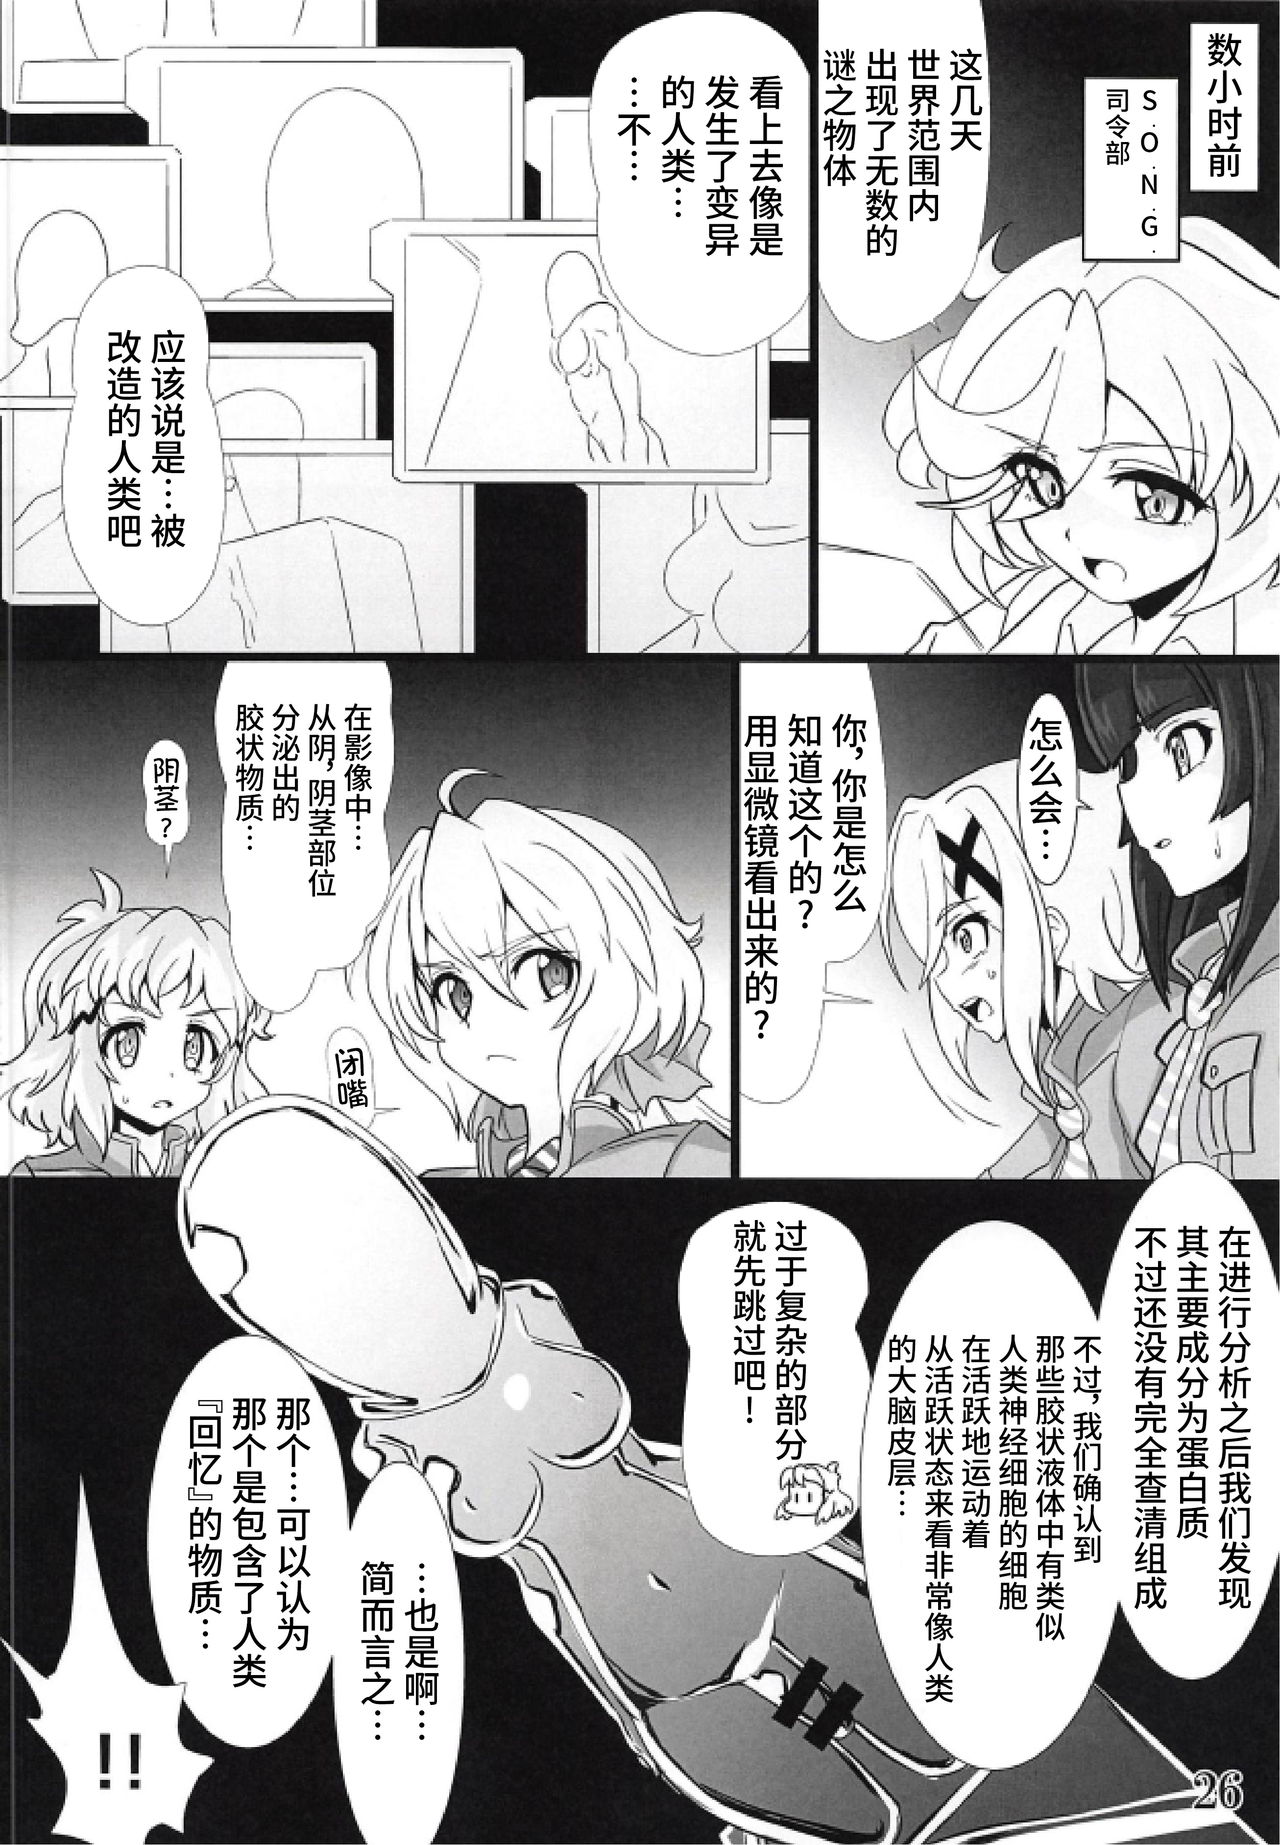 数小时前
S.O.N.G.
司令部
这几天
世界范围内
出现了无数的
谜之物体
看上去像是
发生了变异
的人类…
…不…
应该说是…被
改造的人类吧
怎么会…
你,你是怎么
知道这个的?
用显微镜看出来的?
在影像中…
从阴,阴茎部位
分泌出的
胶状物质…
阴茎?
闭嘴
在进行分析之后我们发现
其主要成分为蛋白质
不过还没有完全查清组成
不过,我们确认到
那些胶状液体中有类似
人类神经细胞的细胞
在活跃地运动着
从活跃状态来看非常像人类
的大脑皮层…
过于复杂的部分
就先跳过吧!
…也是啊…
简而言之…
那个…可以认为
那个是包含了人类
『回忆』的物质…
!!
26